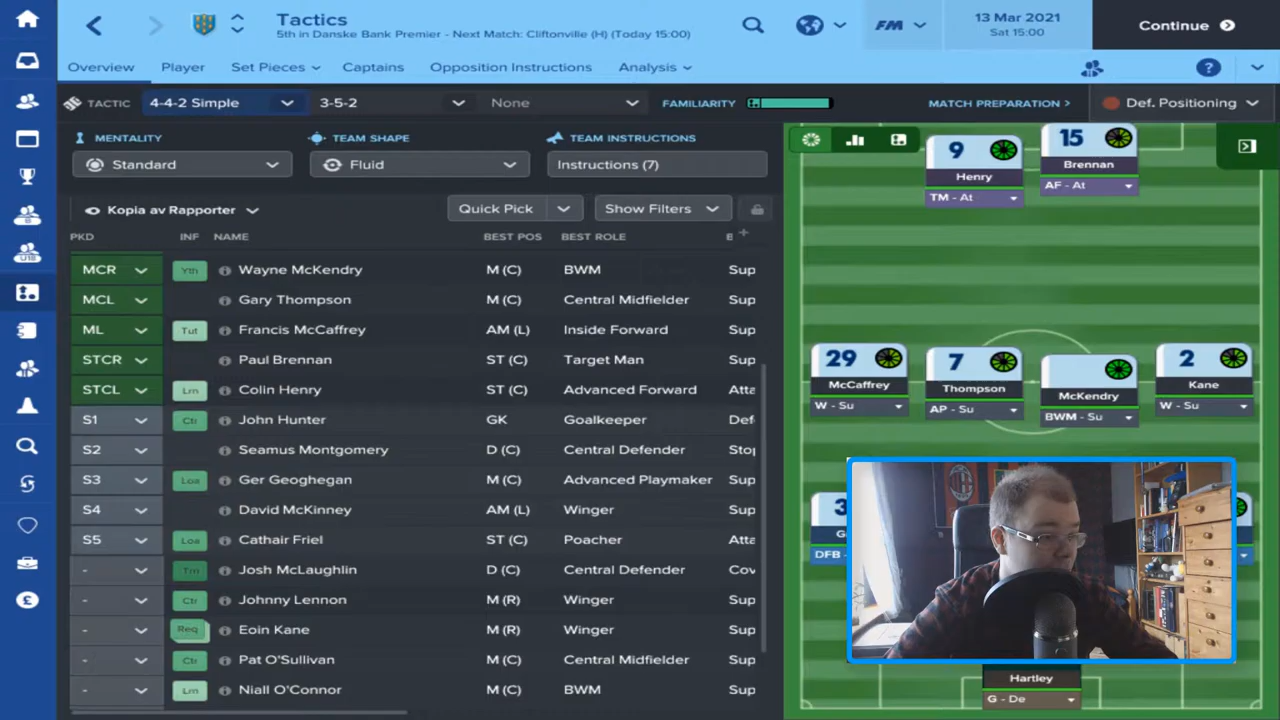 Tactics
5th in Danske Bank Premier - Next Match: Cliftonville (H) (Today 15:00)
FM
13 Mar 2021
Sat 15:00
Continue
Overview
Player
Set Pieces
Captains
Opposition Instructions
Analysis
?
TACTIC
4-4-2 Simple
3-5-2
None
FAMILIARITY
MATCH PREPARATION >
Def. Positioning
MENTALITY
TEAM SHAPE
TEAM INSTRUCTIONS
Standard
Fluid
Instructions (7)
Kopia av Rapporter
Quick Pick
Show Filters
PKD INF NAME BEST POS BEST ROLE
MCR Yth Wayne McKendry M (C) BWM Sup
MCL Gary Thompson M (C) Central Midfielder Sup
ML Tut Francis McCaffrey AM (L) Inside Forward Sup
STCR Paul Brennan ST (C) Target Man Sup
STCL Lrn Colin Henry ST (C) Advanced Forward Atta
S1 Ctr John Hunter GK Goalkeeper Def
S2 Seamus Montgomery D (C) Central Defender Sto
S3 Loa Ger Geoghegan M (C) Advanced Playmaker Sup
S4 David McKinney AM (L) Winger Sup
S5 Loa Cathair Friel ST (C) Poacher Atta
- Trn Josh McLaughlin D (C) Central Defender Cov
- Ctr Johnny Lennon M (R) Winger Sup
- Req Eoin Kane M (R) Winger Sup
- Ctr Pat O'Sullivan M (C) Central Midfielder Sup
- Lrn Niall O'Connor M (C) BWM Sup
9
Henry
TM - At
15
Brennan
AF - At
29
McCaffrey
W - Su
7
Thompson
AP - Su
McKendry
BWM - Su
2
Kane
W - Su
3
DFB
Hartley
G - De